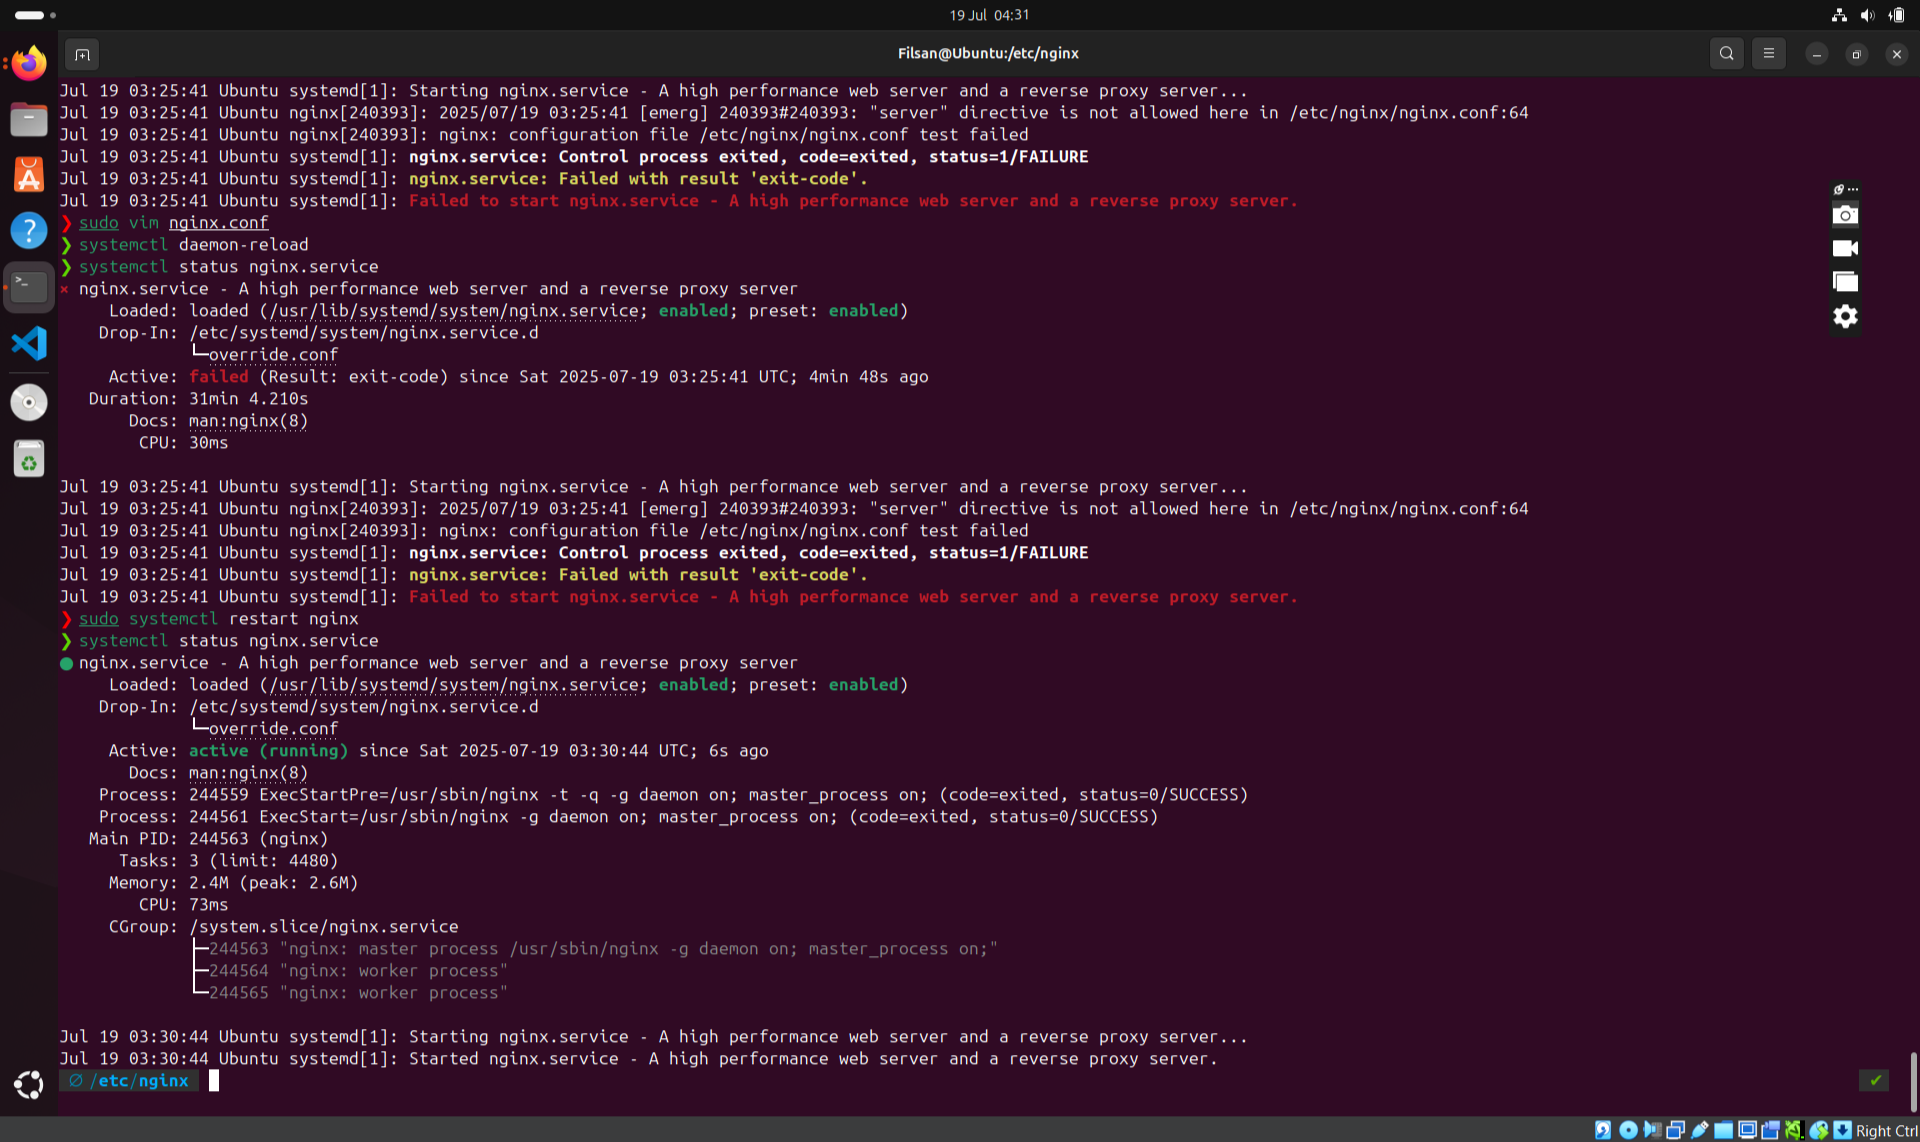 19 Jul 04:31
Filsan@Ubuntu:/etc/nginx
Jul 19 03:25:41 Ubuntu systemd[1]: Starting nginx.service - A high performance web server and a reverse proxy server...
Jul 19 03:25:41 Ubuntu nginx[240393]: 2025/07/19 03:25:41 [emerg] 240393#240393: "server" directive is not allowed here in /etc/nginx/nginx.conf:64
Jul 19 03:25:41 Ubuntu nginx[240393]: nginx: configuration file /etc/nginx/nginx.conf test failed
Jul 19 03:25:41 Ubuntu systemd[1]: nginx.service: Control process exited, code=exited, status=1/FAILURE
Jul 19 03:25:41 Ubuntu systemd[1]: nginx.service: Failed with result 'exit-code'.
Jul 19 03:25:41 Ubuntu systemd[1]: Failed to start nginx.service - A high performance web server and a reverse proxy server.
❯ sudo vim nginx.conf
❯ systemctl daemon-reload
❯ systemctl status nginx.service
× nginx.service - A high performance web server and a reverse proxy server
Loaded: loaded (/usr/lib/systemd/system/nginx.service; enabled; preset: enabled)
Drop-In: /etc/systemd/system/nginx.service.d
└─override.conf
Active: failed (Result: exit-code) since Sat 2025-07-19 03:25:41 UTC; 4min 48s ago
Duration: 31min 4.210s
Docs: man:nginx(8)
CPU: 30ms
Jul 19 03:25:41 Ubuntu systemd[1]: Starting nginx.service - A high performance web server and a reverse proxy server...
Jul 19 03:25:41 Ubuntu nginx[240393]: 2025/07/19 03:25:41 [emerg] 240393#240393: "server" directive is not allowed here in /etc/nginx/nginx.conf:64
Jul 19 03:25:41 Ubuntu nginx[240393]: nginx: configuration file /etc/nginx/nginx.conf test failed
Jul 19 03:25:41 Ubuntu systemd[1]: nginx.service: Control process exited, code=exited, status=1/FAILURE
Jul 19 03:25:41 Ubuntu systemd[1]: nginx.service: Failed with result 'exit-code'.
Jul 19 03:25:41 Ubuntu systemd[1]: Failed to start nginx.service - A high performance web server and a reverse proxy server.
❯ sudo systemctl restart nginx
❯ systemctl status nginx.service
● nginx.service - A high performance web server and a reverse proxy server
Loaded: loaded (/usr/lib/systemd/system/nginx.service; enabled; preset: enabled)
Drop-In: /etc/systemd/system/nginx.service.d
└─override.conf
Active: active (running) since Sat 2025-07-19 03:30:44 UTC; 6s ago
Docs: man:nginx(8)
Process: 244559 ExecStartPre=/usr/sbin/nginx -t -q -g daemon on; master_process on; (code=exited, status=0/SUCCESS)
Process: 244561 ExecStart=/usr/sbin/nginx -g daemon on; master_process on; (code=exited, status=0/SUCCESS)
Main PID: 244563 (nginx)
Tasks: 3 (limit: 4480)
Memory: 2.4M (peak: 2.6M)
CPU: 73ms
CGroup: /system.slice/nginx.service
├─244563 "nginx: master process /usr/sbin/nginx -g daemon on; master_process on;"
├─244564 "nginx: worker process"
└─244565 "nginx: worker process"
Jul 19 03:30:44 Ubuntu systemd[1]: Starting nginx.service - A high performance web server and a reverse proxy server...
Jul 19 03:30:44 Ubuntu systemd[1]: Started nginx.service - A high performance web server and a reverse proxy server.
∅ /etc/nginx
Right Ctrl